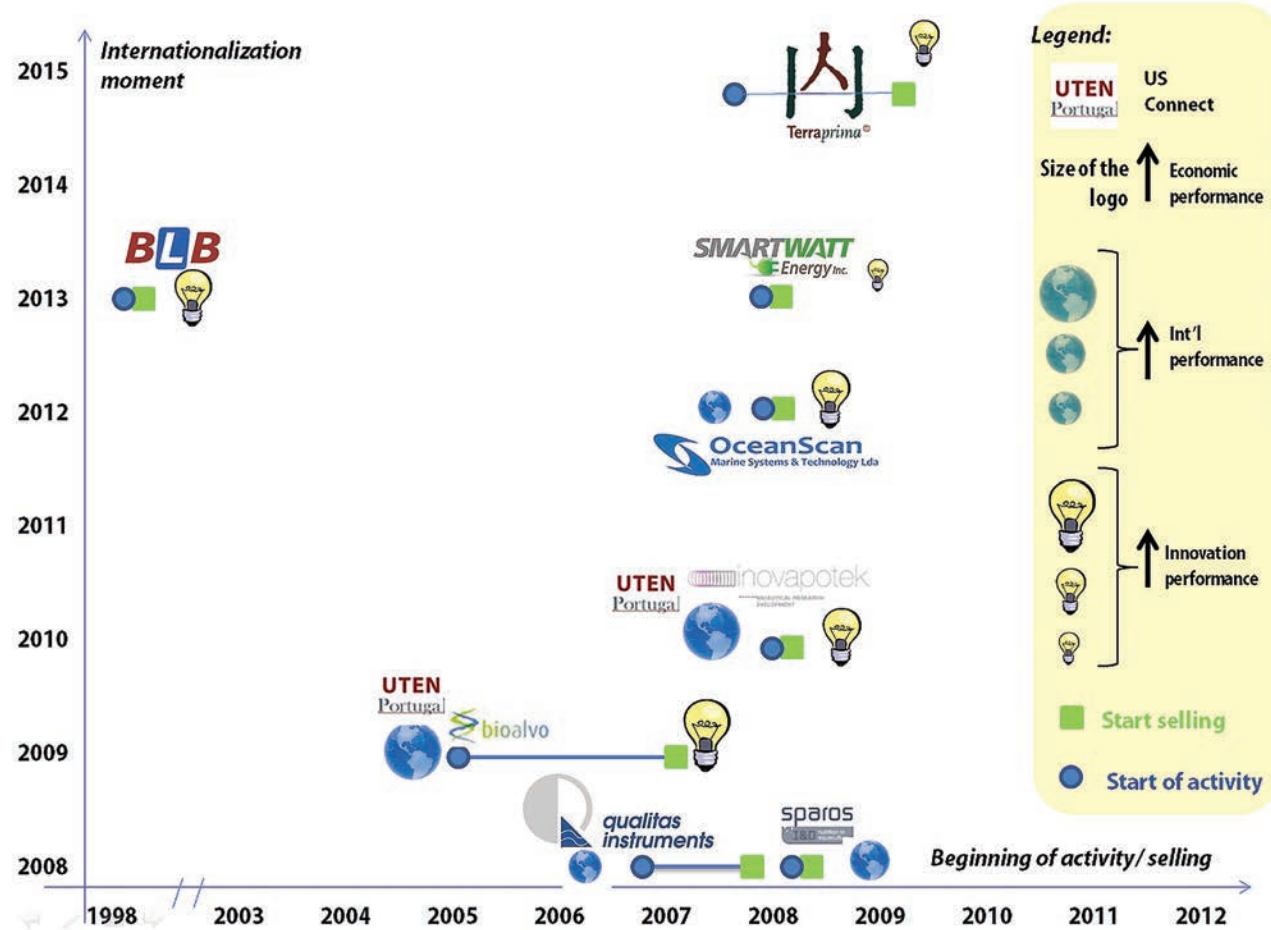 Internationalization
moment
2015
2014
2013
2012
2011
2010
2009
2008
Terraprima
BLB
SMARTWATT
Energy Inc.
OceanScan
Marine Systems & Technology Lda
UTEN
Portugal
inovapotek
UTEN
Portugal
bioalvo
qualitas
instruments
sparos
I&D
Beginning of activity/ selling
1998
2003
2004
2005
2006
2007
2008
2009
2010
2011
2012
Legend:
UTEN
Portugal
US
Connect
Size of the
logo
Economic
performance
Int'l
performance
Innovation
performance
Start selling
Start of activity